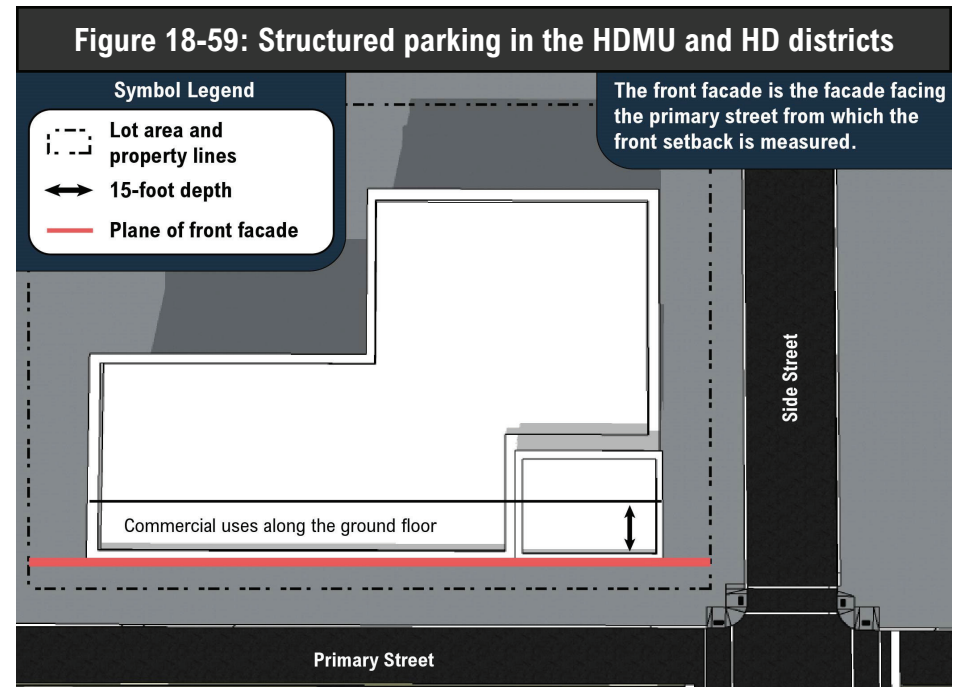 Figure 18-59: Structured parking in the HDMU and HD districts
Symbol Legend
Lot area and
property lines
15-foot depth
Plane of front facade
The front facade is the facade facing
the primary street from which the
front setback is measured.
Side Street
Commercial uses along the ground floor
Primary Street